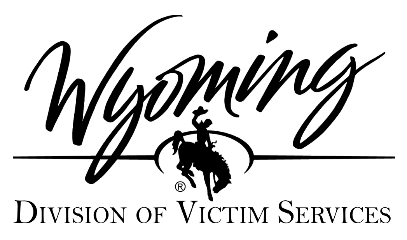 Wyoming
®
DIVISION OF VICTIM SERVICES